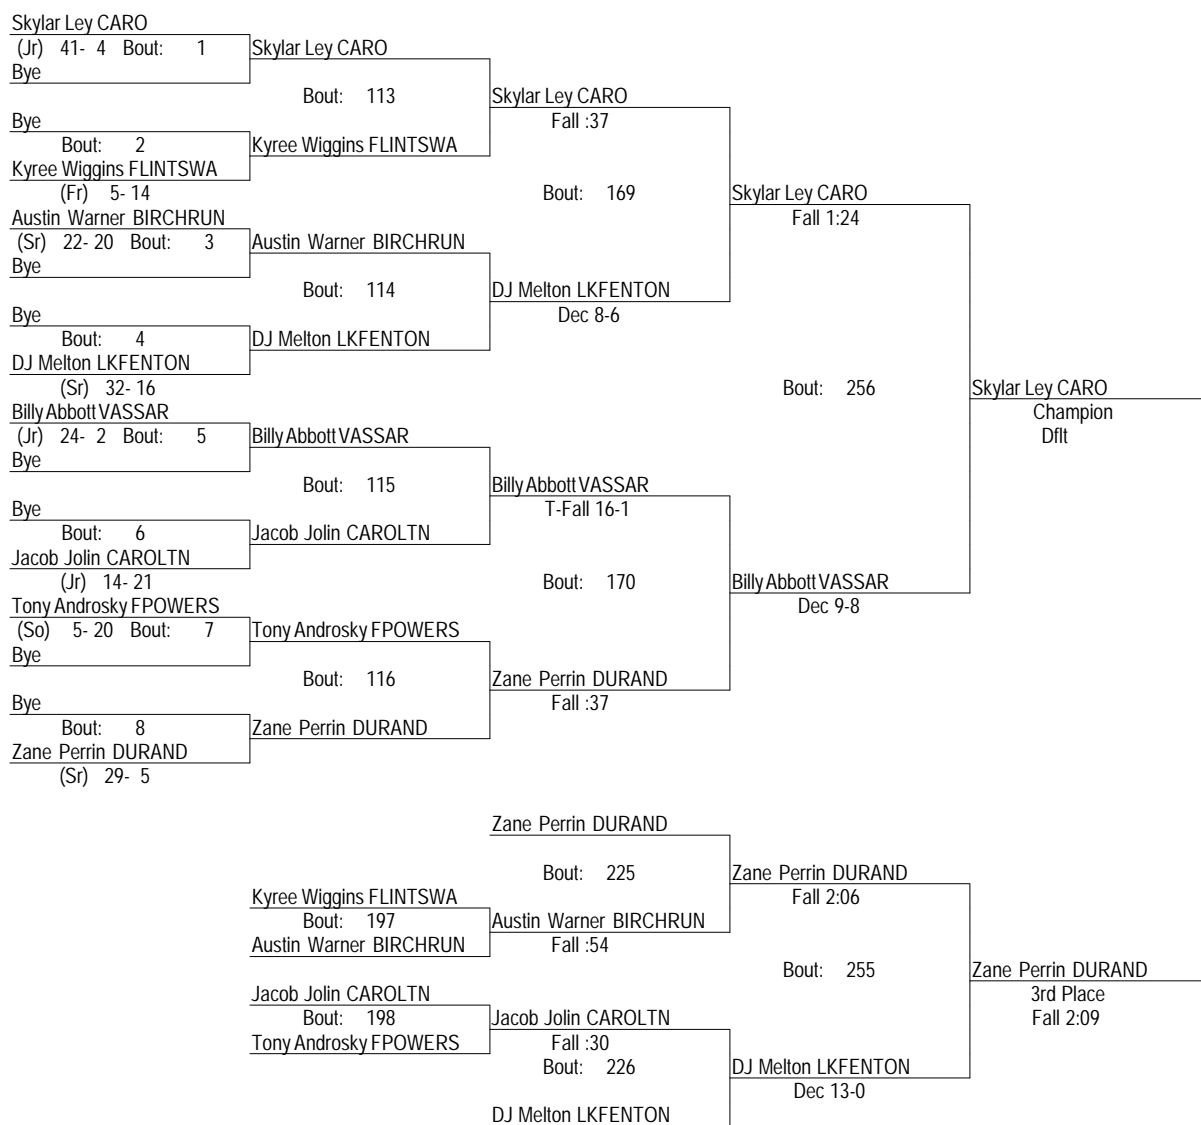 Skylar Ley CARO
(Jr) 41- 4 Bout: 1 Skylar Ley CARO
Bye
Bout: 113 Skylar Ley CARO
Bye Fall :37
Bout: 2 Kyree Wiggins FLINTSWA
Kyree Wiggins FLINTSWA
(Fr) 5- 14 Bout: 169 Skylar Ley CARO
Austin Warner BIRCHRUN Fall 1:24
(Sr) 22- 20 Bout: 3 Austin Warner BIRCHRUN
Bye
Bout: 114 DJ Melton LKFENTON
Bye Dec 8-6
Bout: 4 DJ Melton LKFENTON
DJ Melton LKFENTON
(Sr) 32- 16 Bout: 256 Skylar Ley CARO
Billy Abbott VASSAR Champion
(Jr) 24- 2 Bout: 5 Billy Abbott VASSAR Dflt
Bye
Bout: 115 Billy Abbott VASSAR
Bye T-Fall 16-1
Bout: 6 Jacob Jolin CAROLTN
Jacob Jolin CAROLTN
(Jr) 14- 21 Bout: 170 Billy Abbott VASSAR
Tony Androsky FPOWERS Dec 9-8
(So) 5- 20 Bout: 7 Tony Androsky FPOWERS
Bye
Bout: 116 Zane Perrin DURAND
Bye Fall :37
Bout: 8 Zane Perrin DURAND
Zane Perrin DURAND
(Sr) 29- 5
Zane Perrin DURAND
Bout: 225 Zane Perrin DURAND
Kyree Wiggins FLINTSWA Fall 2:06
Bout: 197 Austin Warner BIRCHRUN
Austin Warner BIRCHRUN Fall :54
Bout: 255 Zane Perrin DURAND
Jacob Jolin CAROLTN 3rd Place
Bout: 198 Jacob Jolin CAROLTN Fall 2:09
Tony Androsky FPOWERS Fall :30
Bout: 226 DJ Melton LKFENTON
Dec 13-0
DJ Melton LKFENTON